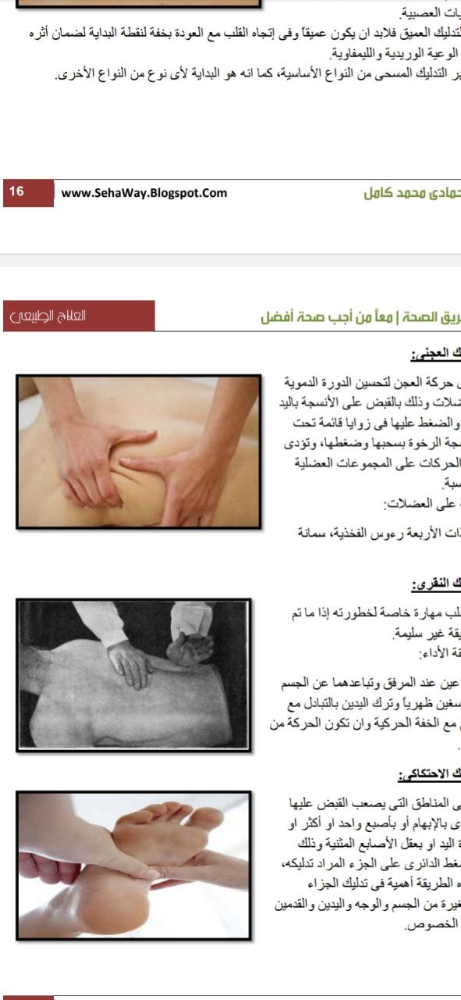 يات العصبية.
لتدليك العميق فلابد ان يكون عميقاً وفى إتجاه القلب مع العودة بخفة لنقطة البداية لضمان أثره
الوعية الوريدية والليمفاوية.
ير التدليك المسحى من النواع الأساسية، كما انه هو البداية لأى نوع من النواع الأخرى.
حمادى محمد كامل
www.SehaWay.Blogspot.Com
16
ريق الصحة | معاً من أجب صحة أفضل
العلاج الطبيعى
ك العجنى:
ى حركة العجن لتحسين الدورة الدموية
ضلات وذلك بالقبض على الأنسجة باليد
والضغط عليها فى زوايا قائمة تحت
سجة الرخوة بسحبها وضغطها، وتؤدى
الحركات على المجموعات العضلية
سبة.
ة على العضلات:
ذات الأربعة رءوس الفخذية، سمانة
ك النقرى:
لب مهارة خاصة لخطورته إذا ما تم
يقة غير سليمة.
قة الأداء:
اعين عند المرفق وتباعدهما عن الجسم
سغين ظهرياً وترك اليدين بالتبادل مع
م مع الخفة الحركية وان تكون الحركة من
.
ك الاحتكاكى:
ى المناطق التى يصعب القبض عليها
دى بالإبهام أو بأصبع واحد او أكثر او
ة اليد او بعقل الأصابع المثنية وذلك
ضغط الدائرى على الجزء المراد تدليكه،
ه الطريقة أهمية فى تدليك الجزاء
غيرة من الجسم والوجه واليدين والقدمين
الخصوص.